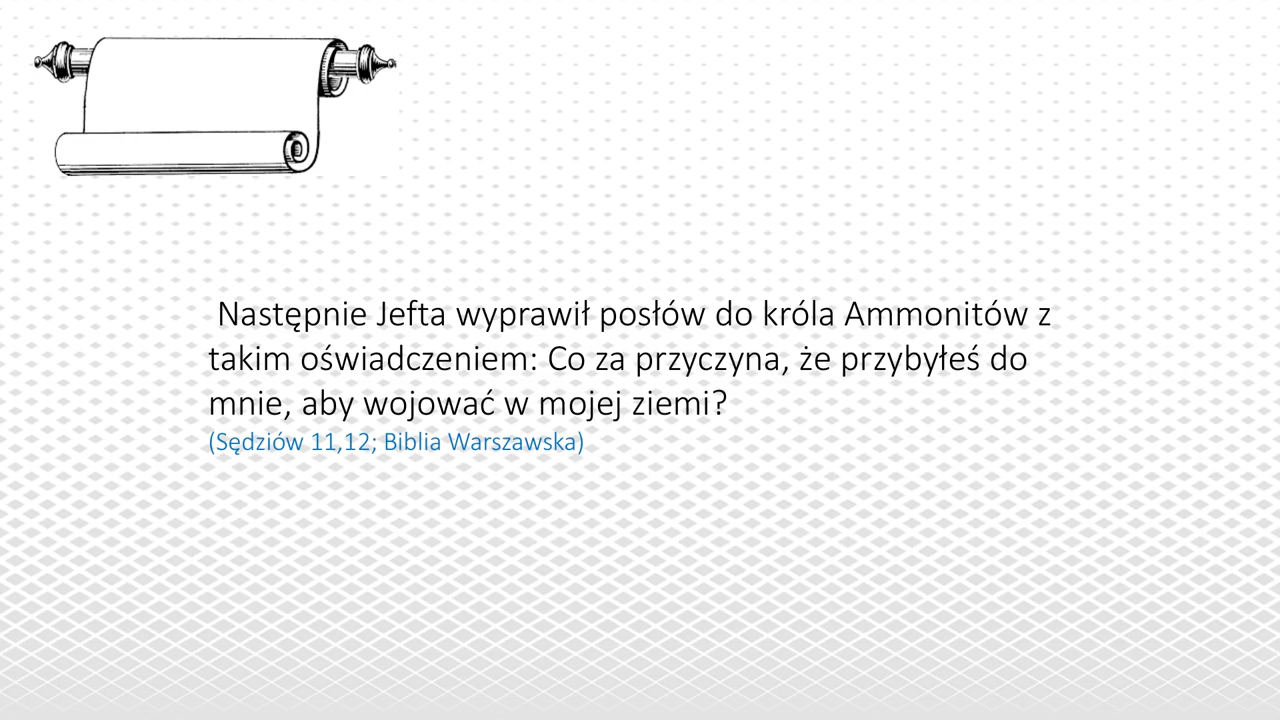 Następnie Jefta wyprawił posłów do króla Ammonitów z
takim oświadczeniem: Co za przyczyna, że przybyłeś do
mnie, aby wojować w mojej ziemi?
(Sędziów 11,12; Biblia Warszawska)